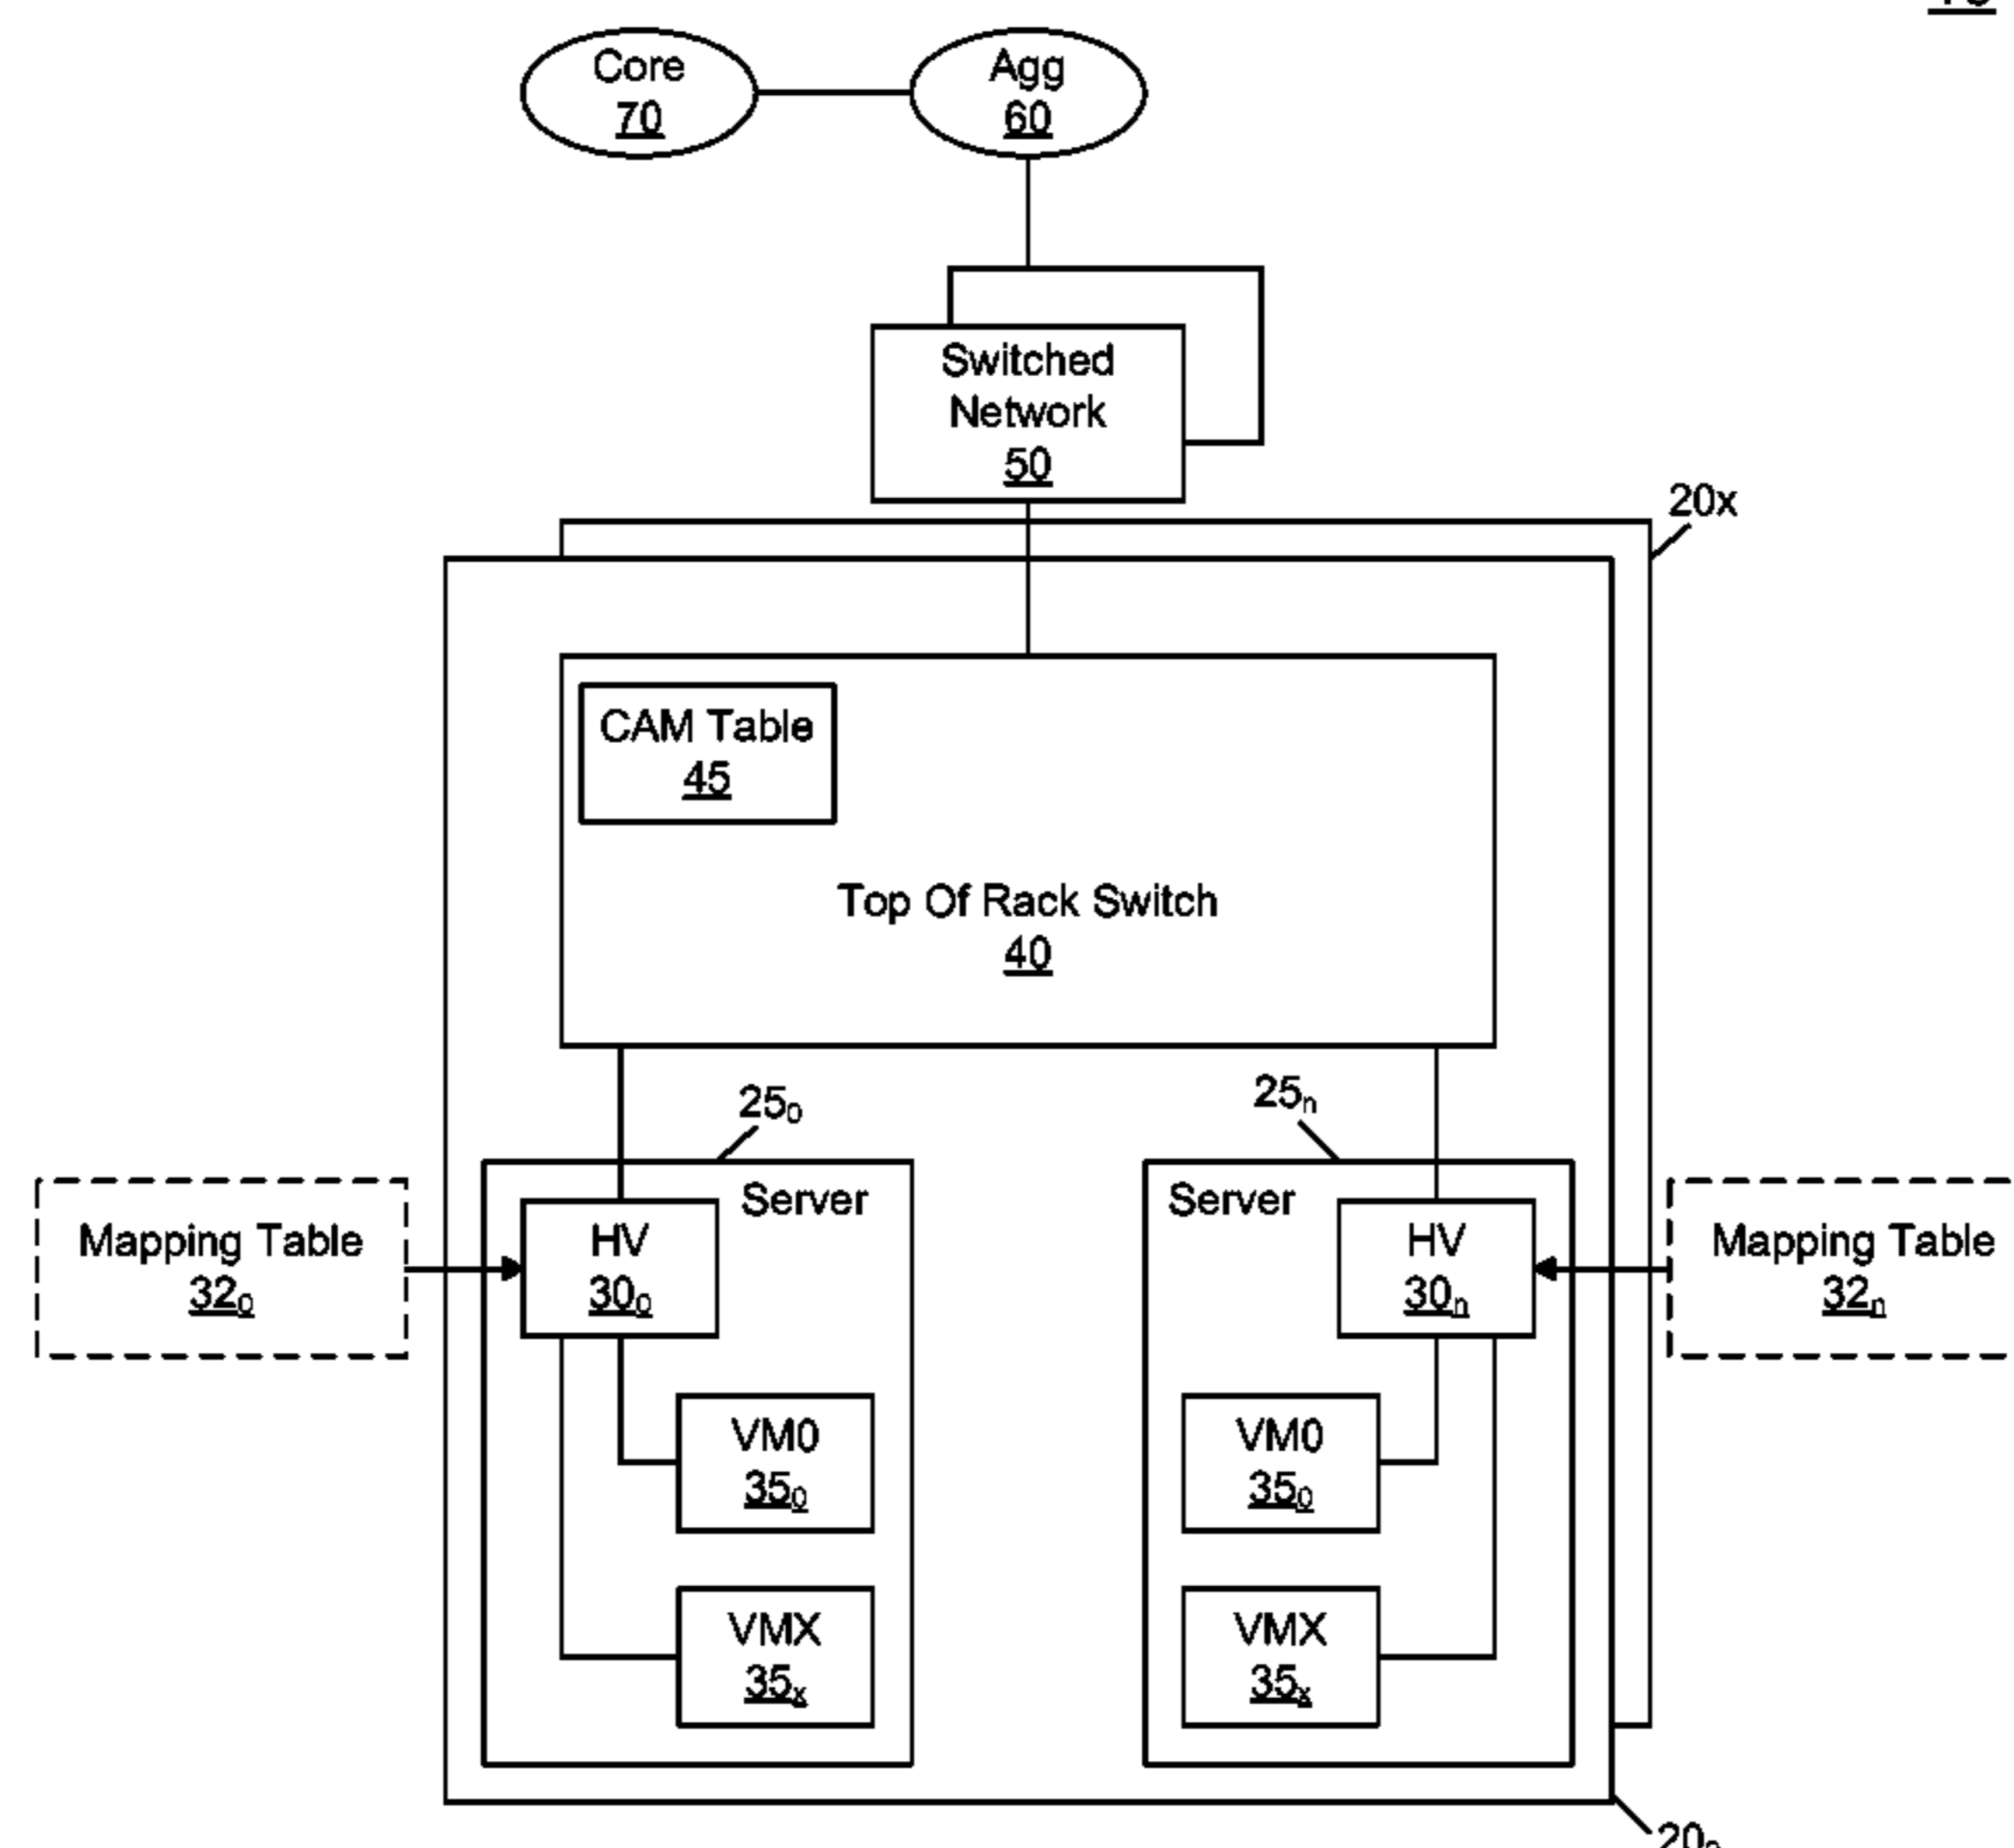 Core
70
Agg
60
Switched
Network
50
20x
CAM Table
45
Top Of Rack Switch
40
25₀
25ₙ
Server
Server
Mapping Table
32₀
HV
30₀
HV
30ₙ
Mapping Table
32ₙ
VM0
35₀
VM0
35₀
VMX
35ₓ
VMX
35ₓ